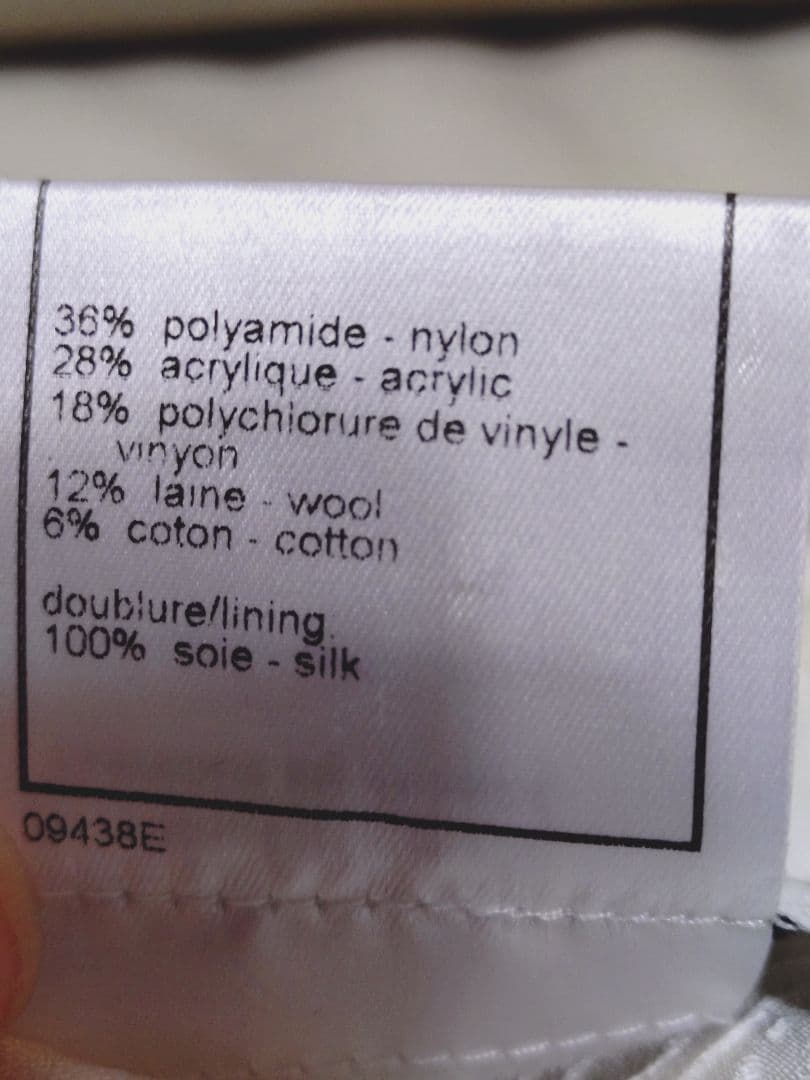 36% polyamide - nylon
28% acrylique - acrylic
18% polychlorure de vinyle -
vinyon
12% laine - wool
6% coton - cotton
doublure/lining
100% soie - silk
09438E